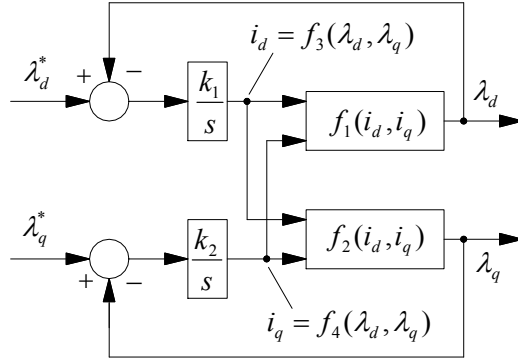 i_d = f_3(λ_d, λ_q)
λ_d^*
+
−
k_1
s
f_1(i_d, i_q)
λ_d
λ_q^*
+
−
k_2
s
f_2(i_d, i_q)
λ_q
i_q = f_4(λ_d, λ_q)